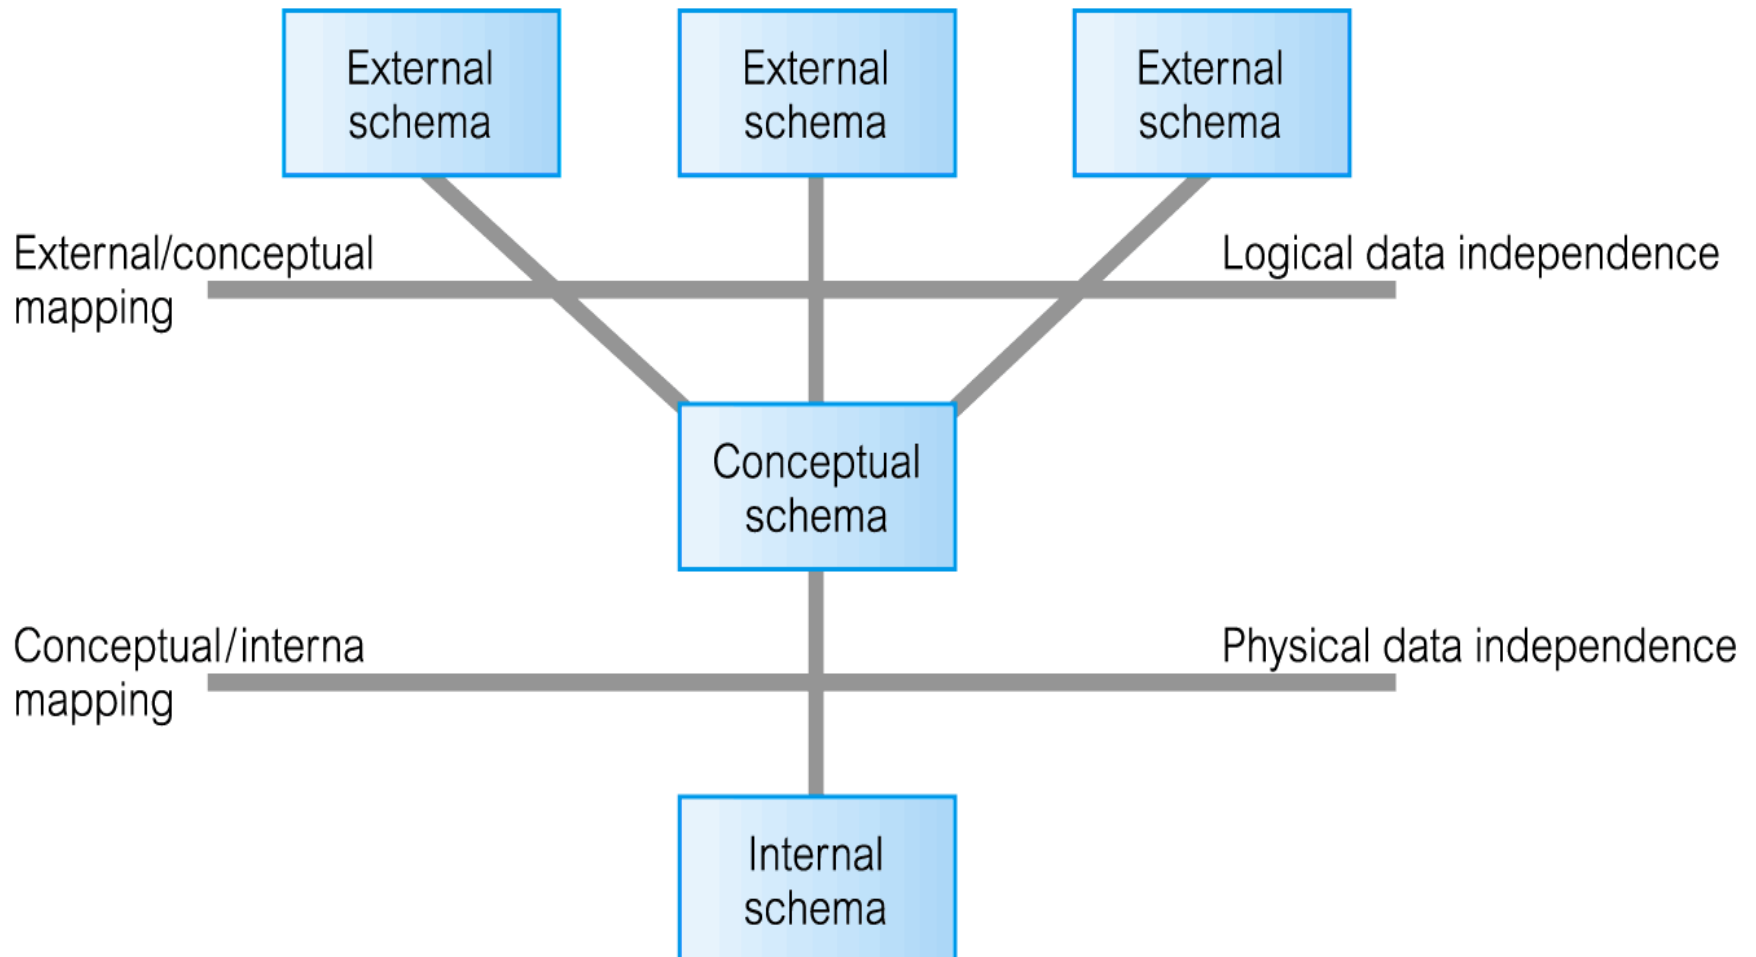 External
schema
External
schema
External
schema
External/conceptual
mapping
Logical data independence
Conceptual
schema
Conceptual/interna
mapping
Physical data independence
Internal
schema